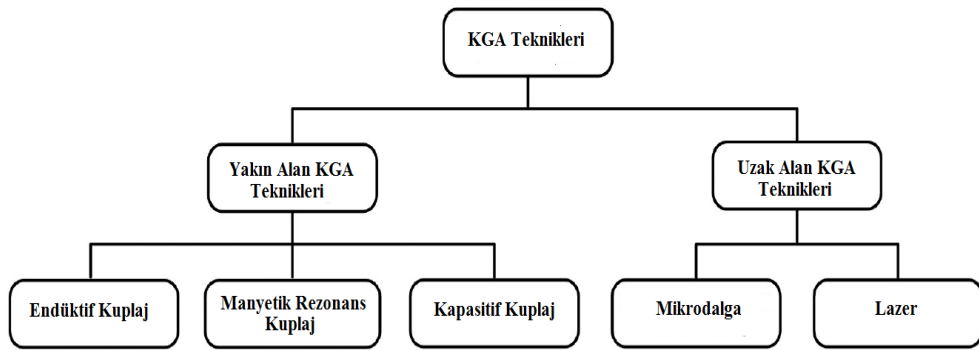 KGA Teknikleri
Yakın Alan KGA
Teknikleri
Uzak Alan KGA
Teknikleri
Endüktif Kuplaj
Manyetik Rezonans
Kuplaj
Kapasitif Kuplaj
Mikrodalga
Lazer